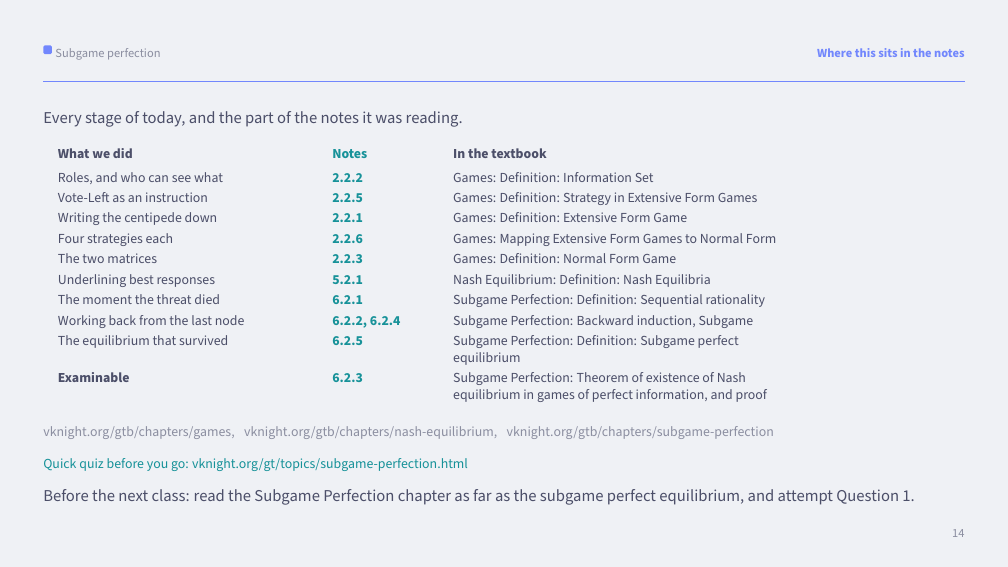 Subgame perfection
Where this sits in the notes
Every stage of today, and the part of the notes it was reading.
What we did Notes In the textbook
Roles, and who can see what 2.2.2 Games: Definition: Information Set
Vote-Left as an instruction 2.2.5 Games: Definition: Strategy in Extensive Form Games
Writing the centipede down 2.2.1 Games: Definition: Extensive Form Game
Four strategies each 2.2.6 Games: Mapping Extensive Form Games to Normal Form
The two matrices 2.2.3 Games: Definition: Normal Form Game
Underlining best responses 5.2.1 Nash Equilibrium: Definition: Nash Equilibria
The moment the threat died 6.2.1 Subgame Perfection: Definition: Sequential rationality
Working back from the last node 6.2.2, 6.2.4 Subgame Perfection: Backward induction, Subgame
The equilibrium that survived 6.2.5 Subgame Perfection: Definition: Subgame perfect
equilibrium
Examinable 6.2.3 Subgame Perfection: Theorem of existence of Nash
equilibrium in games of perfect information, and proof
vknight.org/gtb/chapters/games, vknight.org/gtb/chapters/nash-equilibrium, vknight.org/gtb/chapters/subgame-perfection
Quick quiz before you go: vknight.org/gt/topics/subgame-perfection.html
Before the next class: read the Subgame Perfection chapter as far as the subgame perfect equilibrium, and attempt Question 1.
14